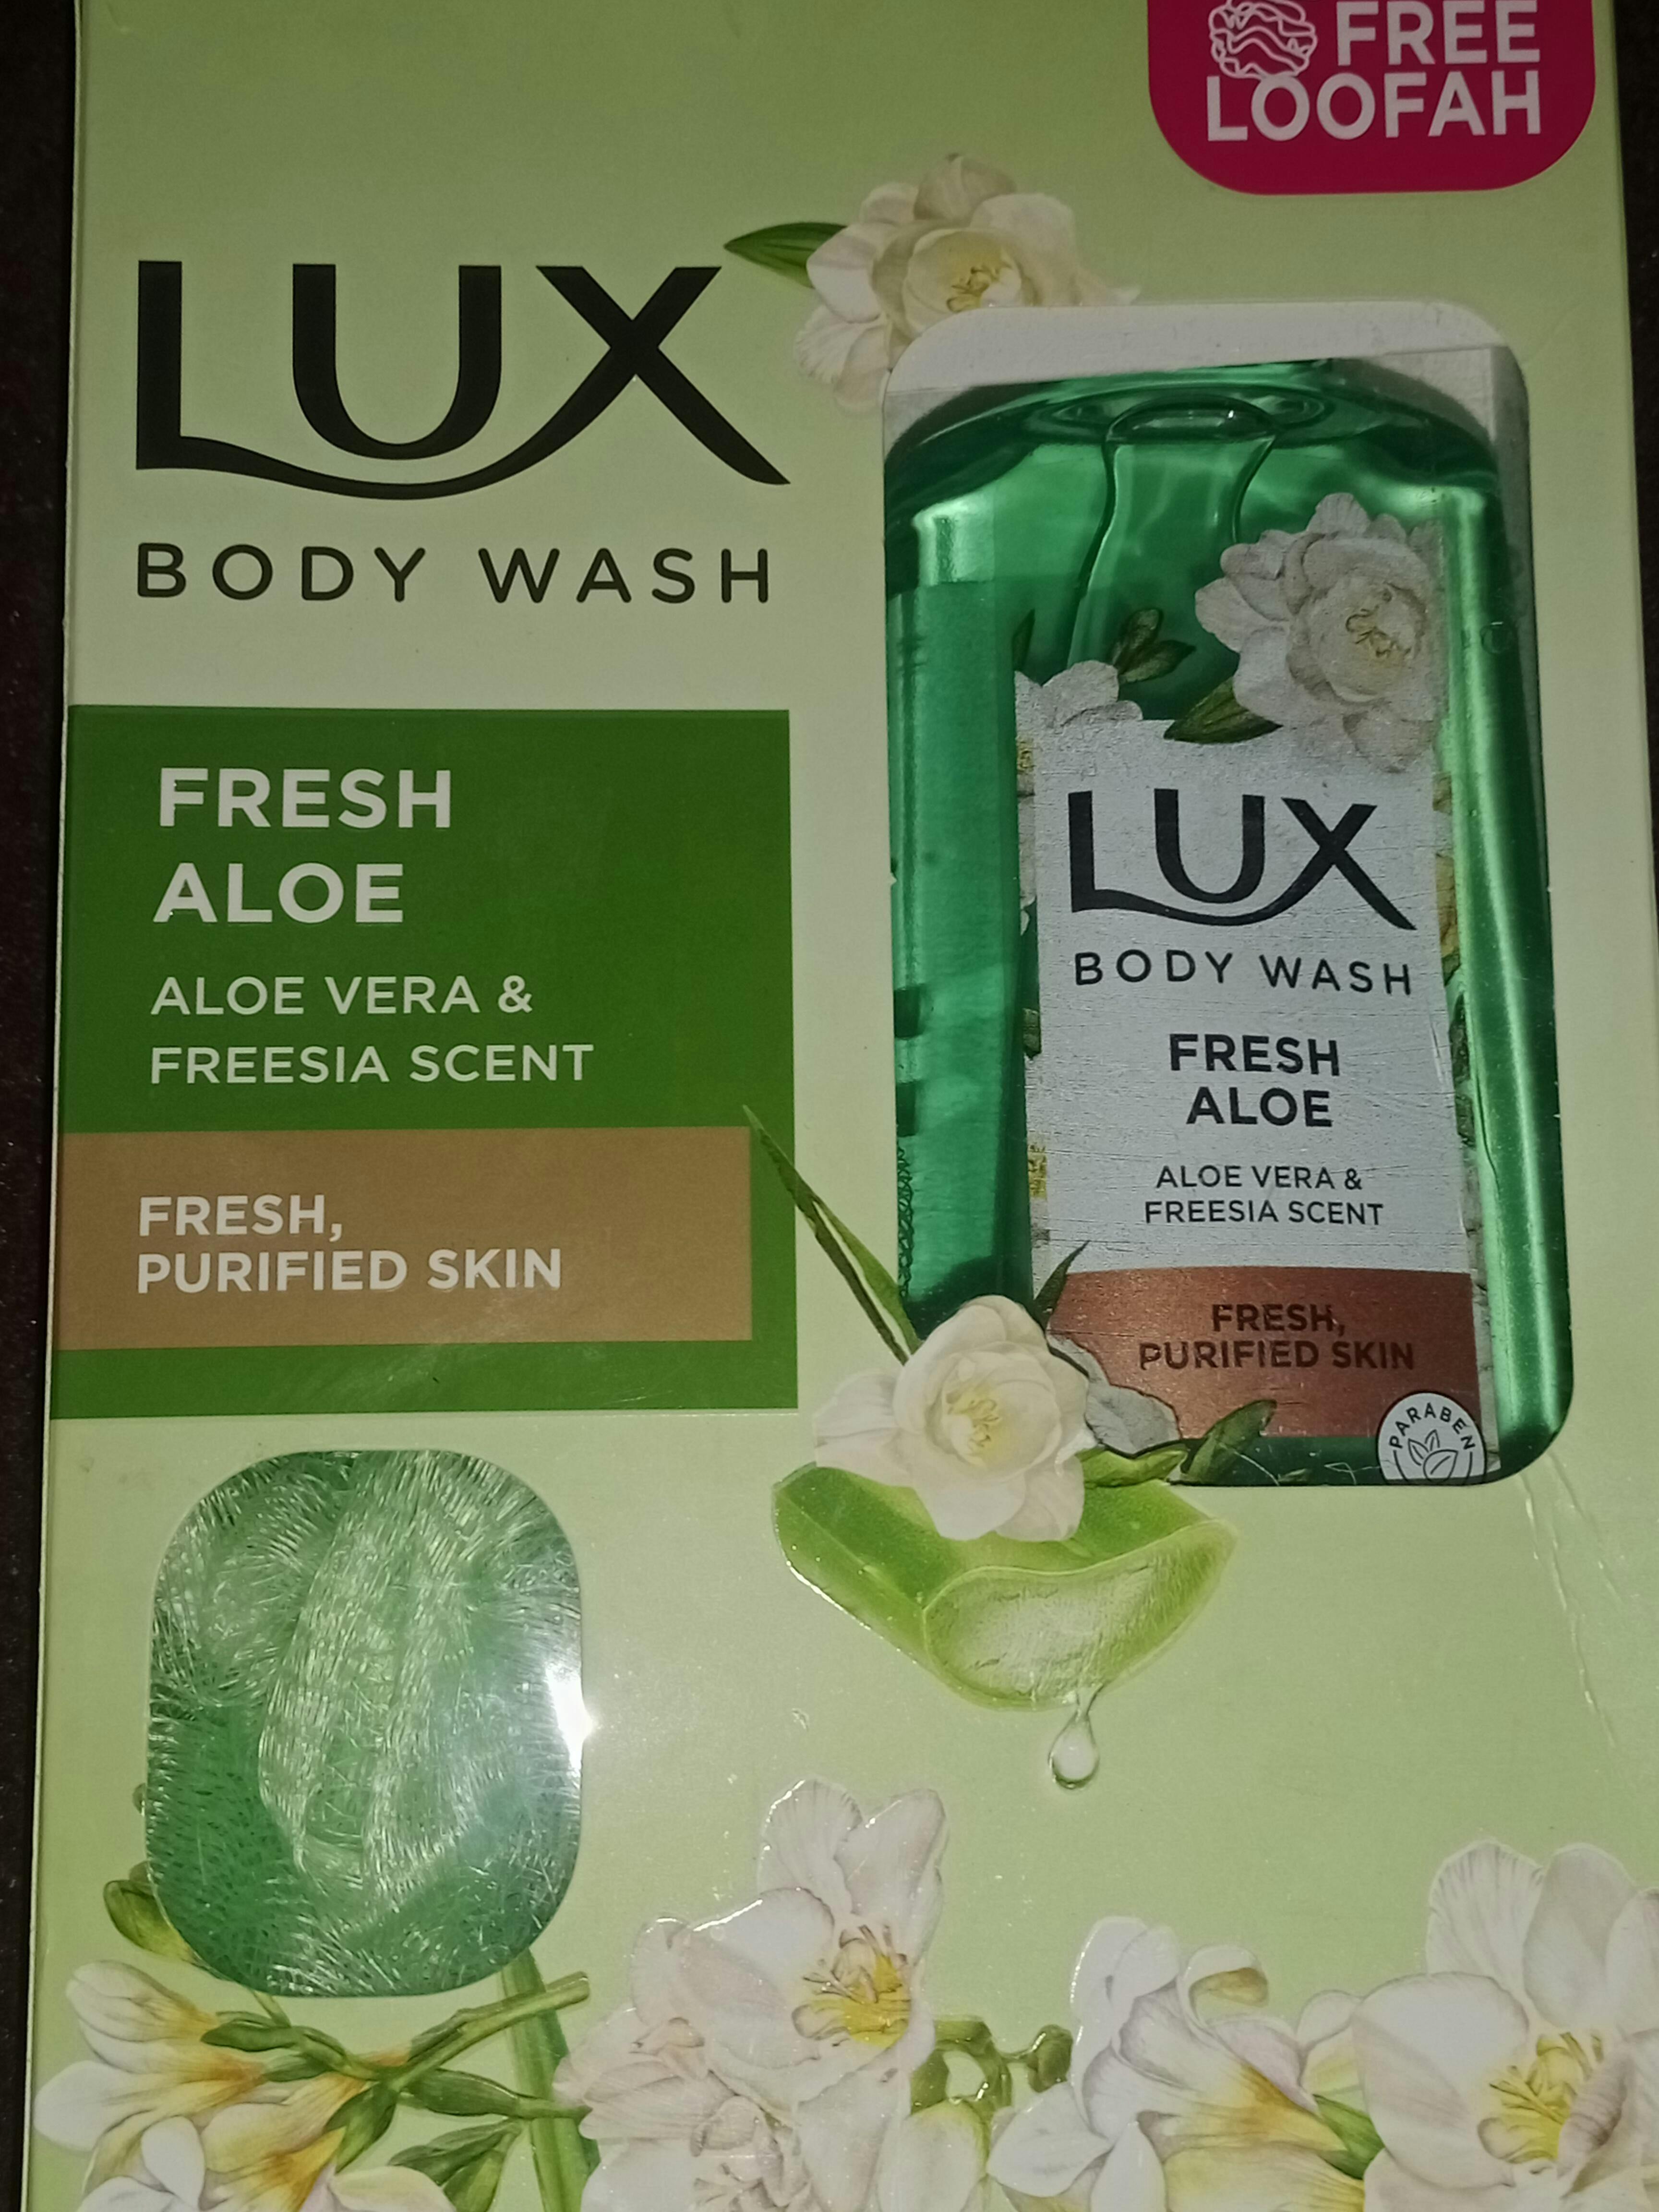 FREE
LOOFAH
LUX
BODY WASH
FRESH
ALOE
ALOE VERA &
FREESIA SCENT
FRESH,
PURIFIED SKIN
LUX
BODY WASH
FRESH
ALOE
ALOE VERA &
FREESIA SCENT
FRESH,
PURIFIED SKIN
PARABEN